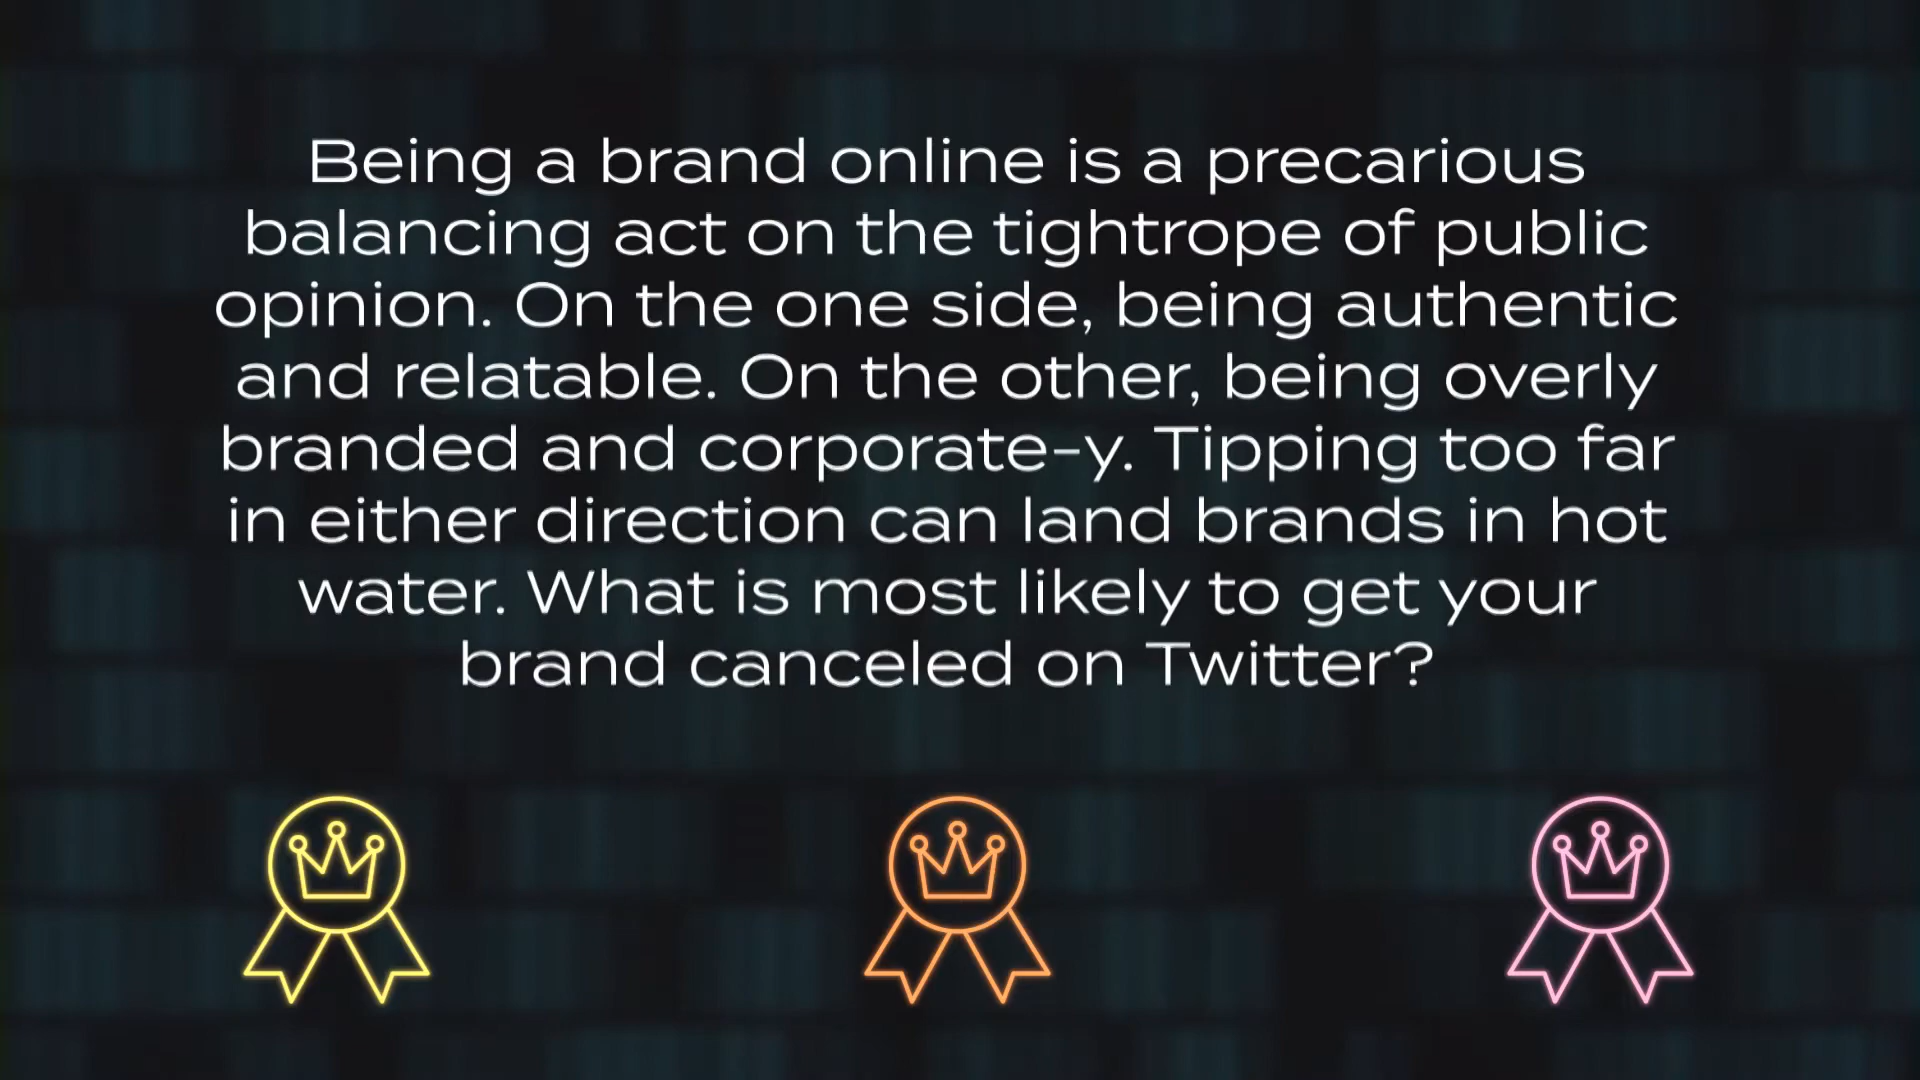 Being a brand online is a precarious
balancing act on the tightrope of public
opinion. On the one side, being authentic
and relatable. On the other, being overly
branded and corporate-y. Tipping too far
in either direction can land brands in hot
water. What is most likely to get your
brand canceled on Twitter?